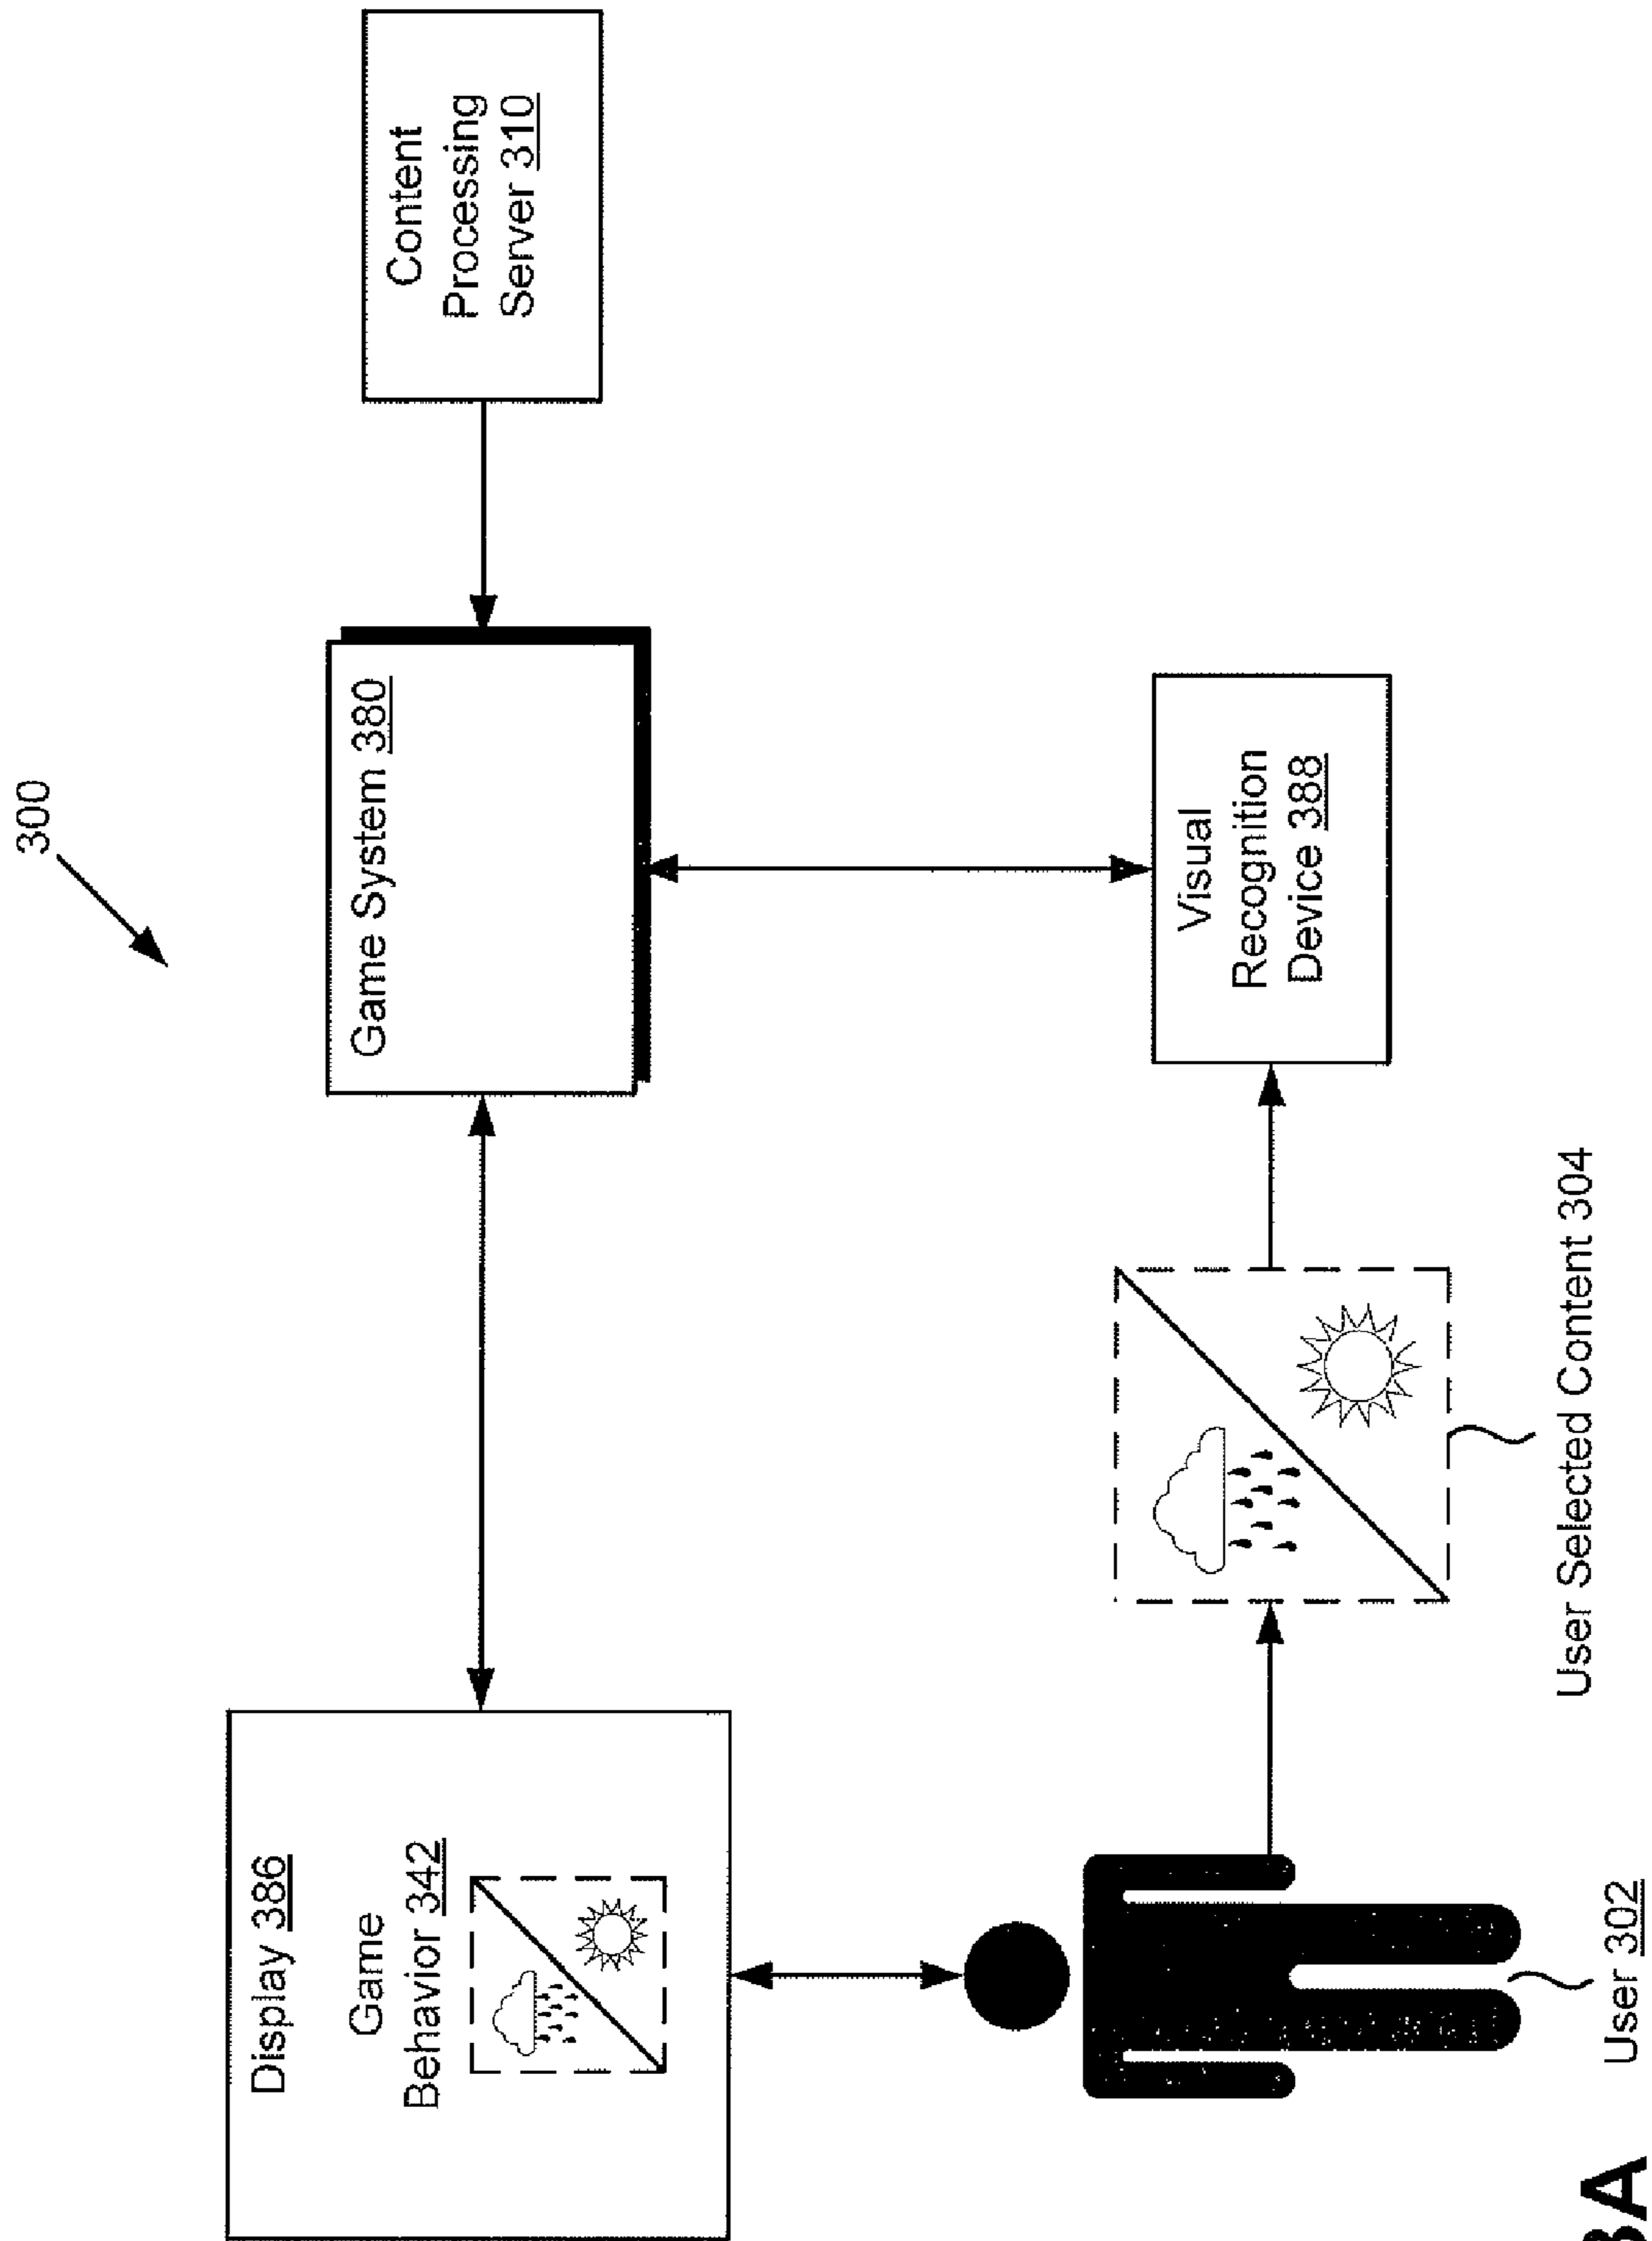 300
Display 386
Game
Behavior 342
Game System 380
Content
Processing
Server 310
Visual
Recognition
Device 388
User 302
User Selected Content 304
3A